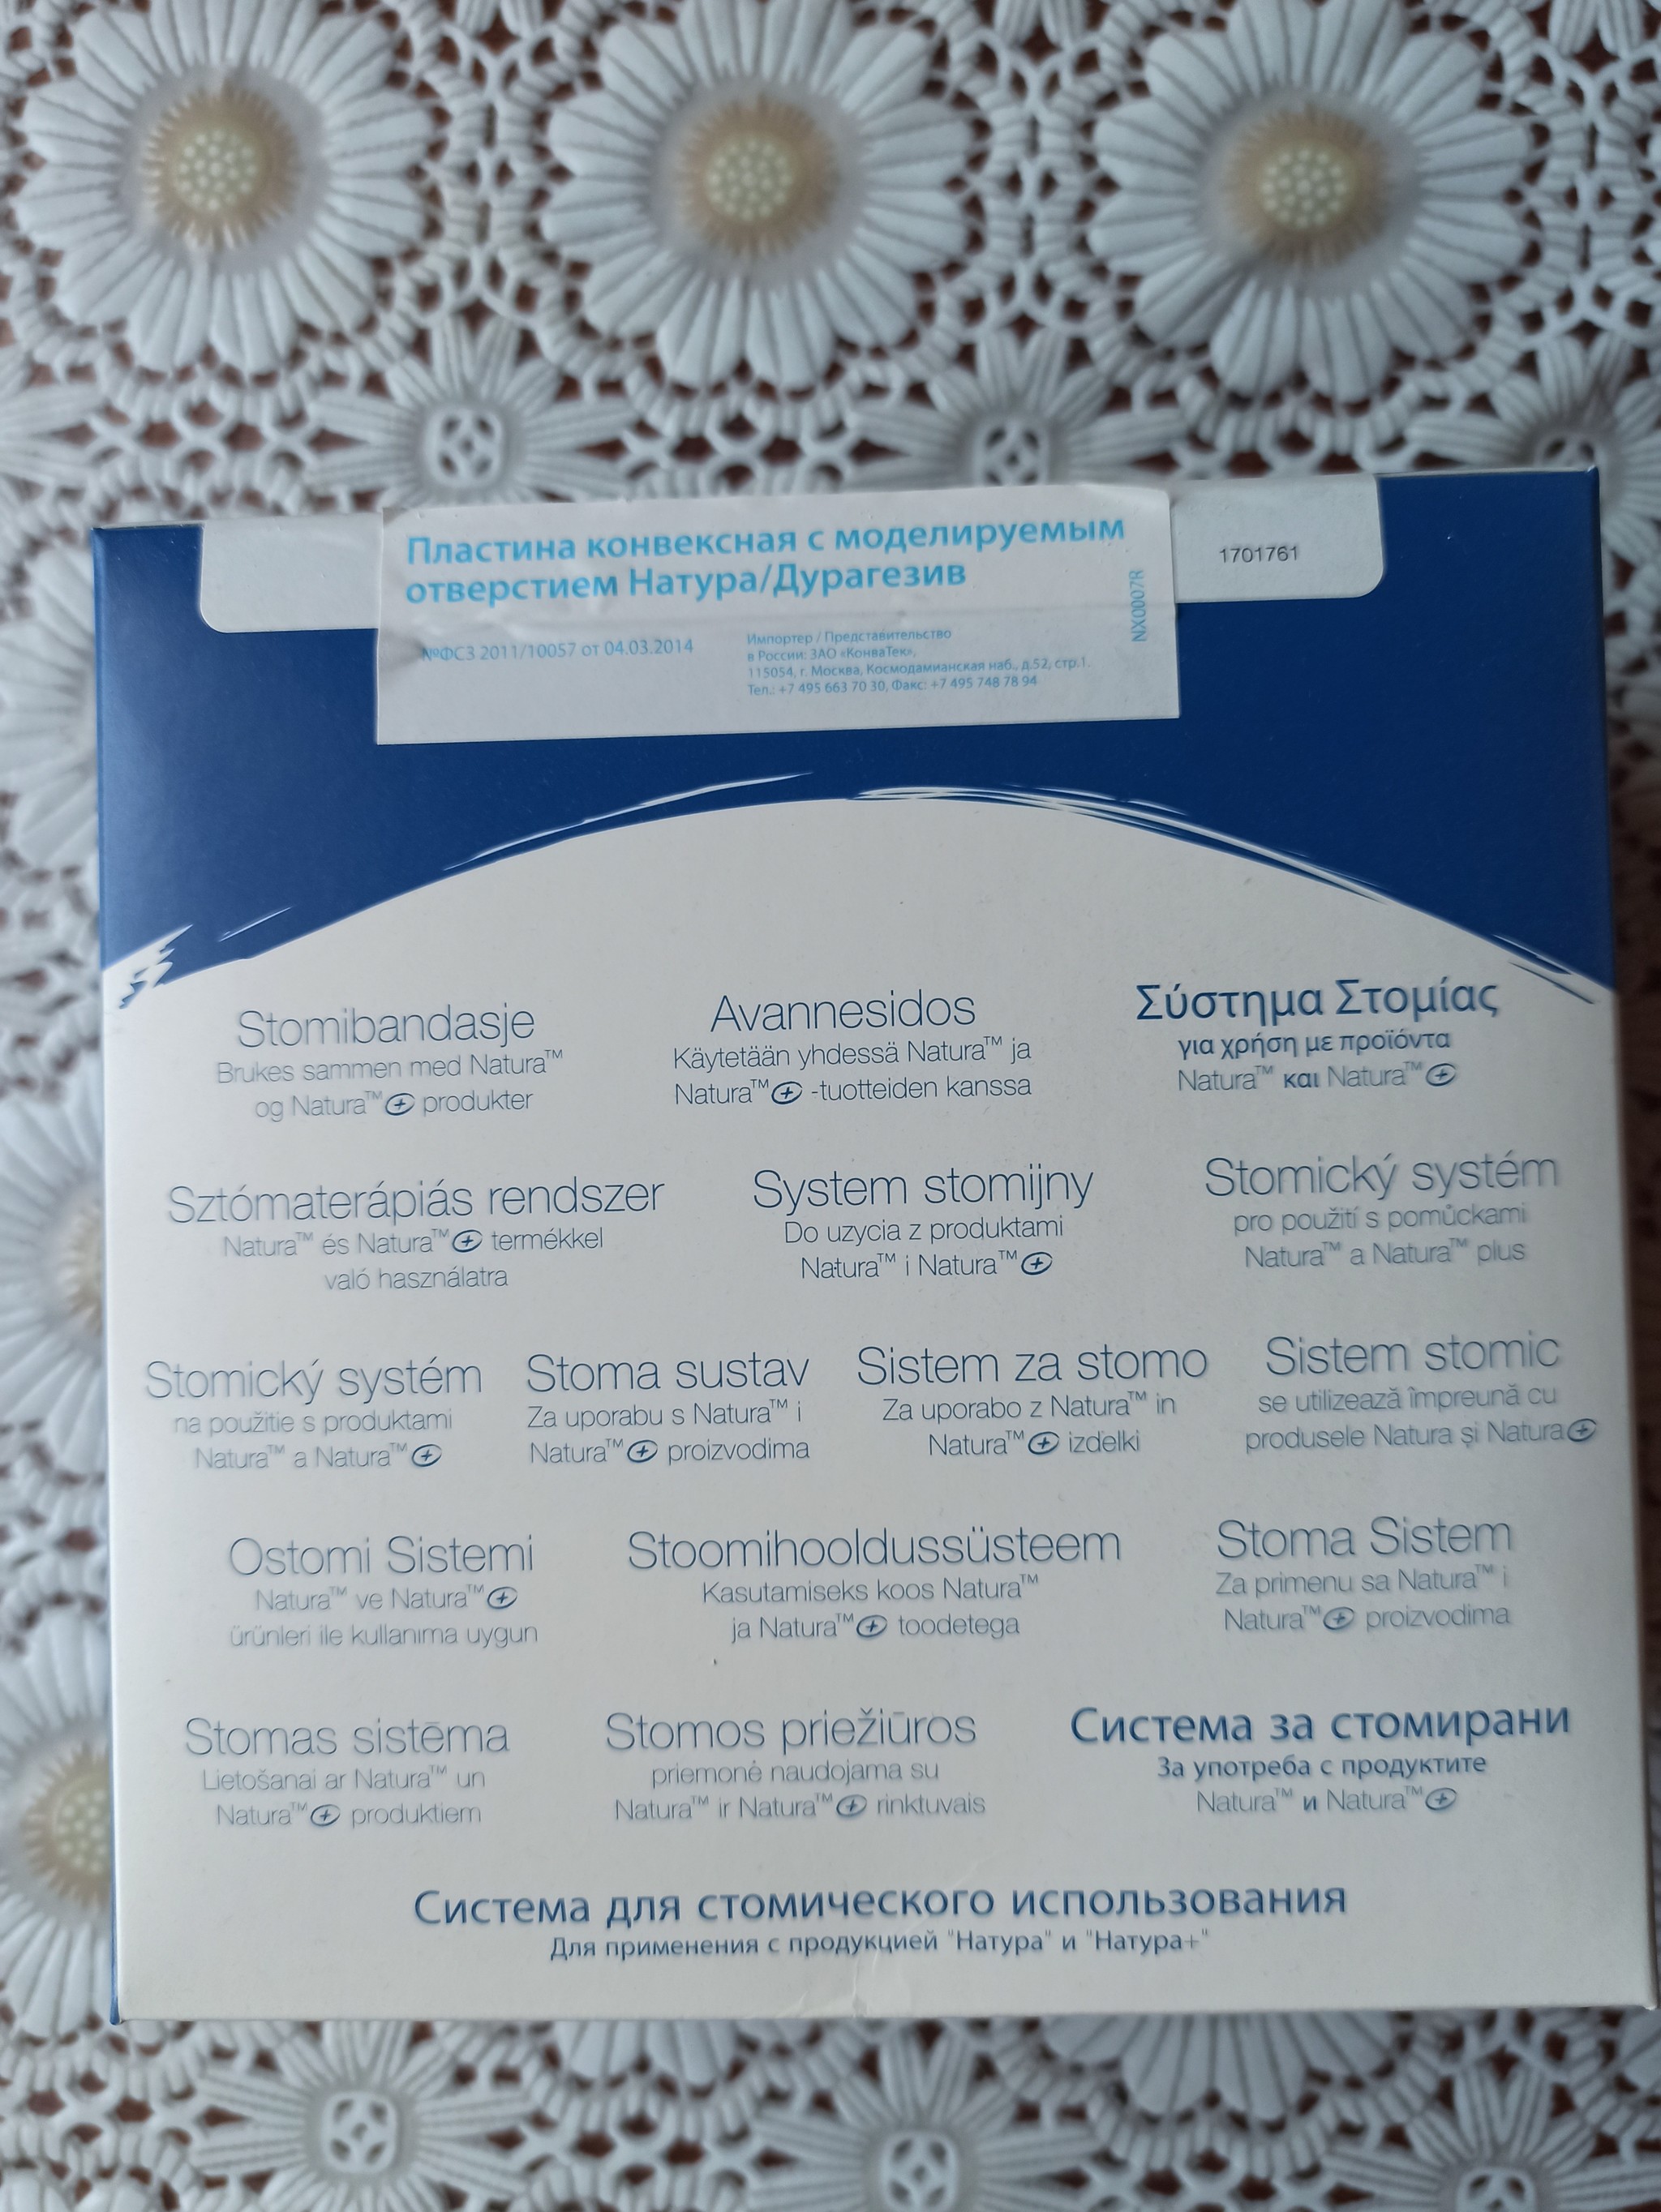 Пластина конвексная с моделируемым
отверстием Натура/Дурагезив
№ФСЗ 2011/10057 от 04.03.2014
Импортер / Представительство
в России: ЗАО «КонваТек»,
115054, г. Москва, Космодамианская наб., д.52, стр.1.
Тел.: +7 495 663 70 30, Факс: +7 495 748 78 94
NX0007R
1701761
Stomibandasje
Brukes sammen med Natura™
og Natura™+ produkter
Avannesidos
Käytetään yhdessä Natura™ ja
Natura™+ -tuotteiden kanssa
Σύστημα Στομίας
για χρήση με προϊόντα
Natura™ και Natura™+
Sztómaterápiás rendszer
Natura™ és Natura™+ termékkel
való használatra
System stomijny
Do uzycia z produktami
Natura™ i Natura™+
Stomický systém
pro použití s pomůckami
Natura™ a Natura™ plus
Stomický systém
na použitie s produktami
Natura™ a Natura™+
Stoma sustav
Za uporabu s Natura™ i
Natura™+ proizvodima
Sistem za stomo
Za uporabo z Natura™ in
Natura™+ izdelki
Sistem stomic
se utilizează împreună cu
produsele Natura şi Natura+
Ostomi Sistemi
Natura™ ve Natura™+
ürünleri ile kullanıma uygun
Stoomihooldussüsteem
Kasutamiseks koos Natura™
ja Natura™+ toodetega
Stoma Sistem
Za primenu sa Natura™ i
Natura™+ proizvodima
Stomas sistēma
Lietošanai ar Natura™ un
Natura™+ produktiem
Stomos priežiūros
priemonė naudojama su
Natura™ ir Natura™+ rinktuvais
Система за стомирани
За употреба с продуктите
Natura™ и Natura™+
Система для стомического использования
Для применения с продукцией "Натура" и "Натура+"